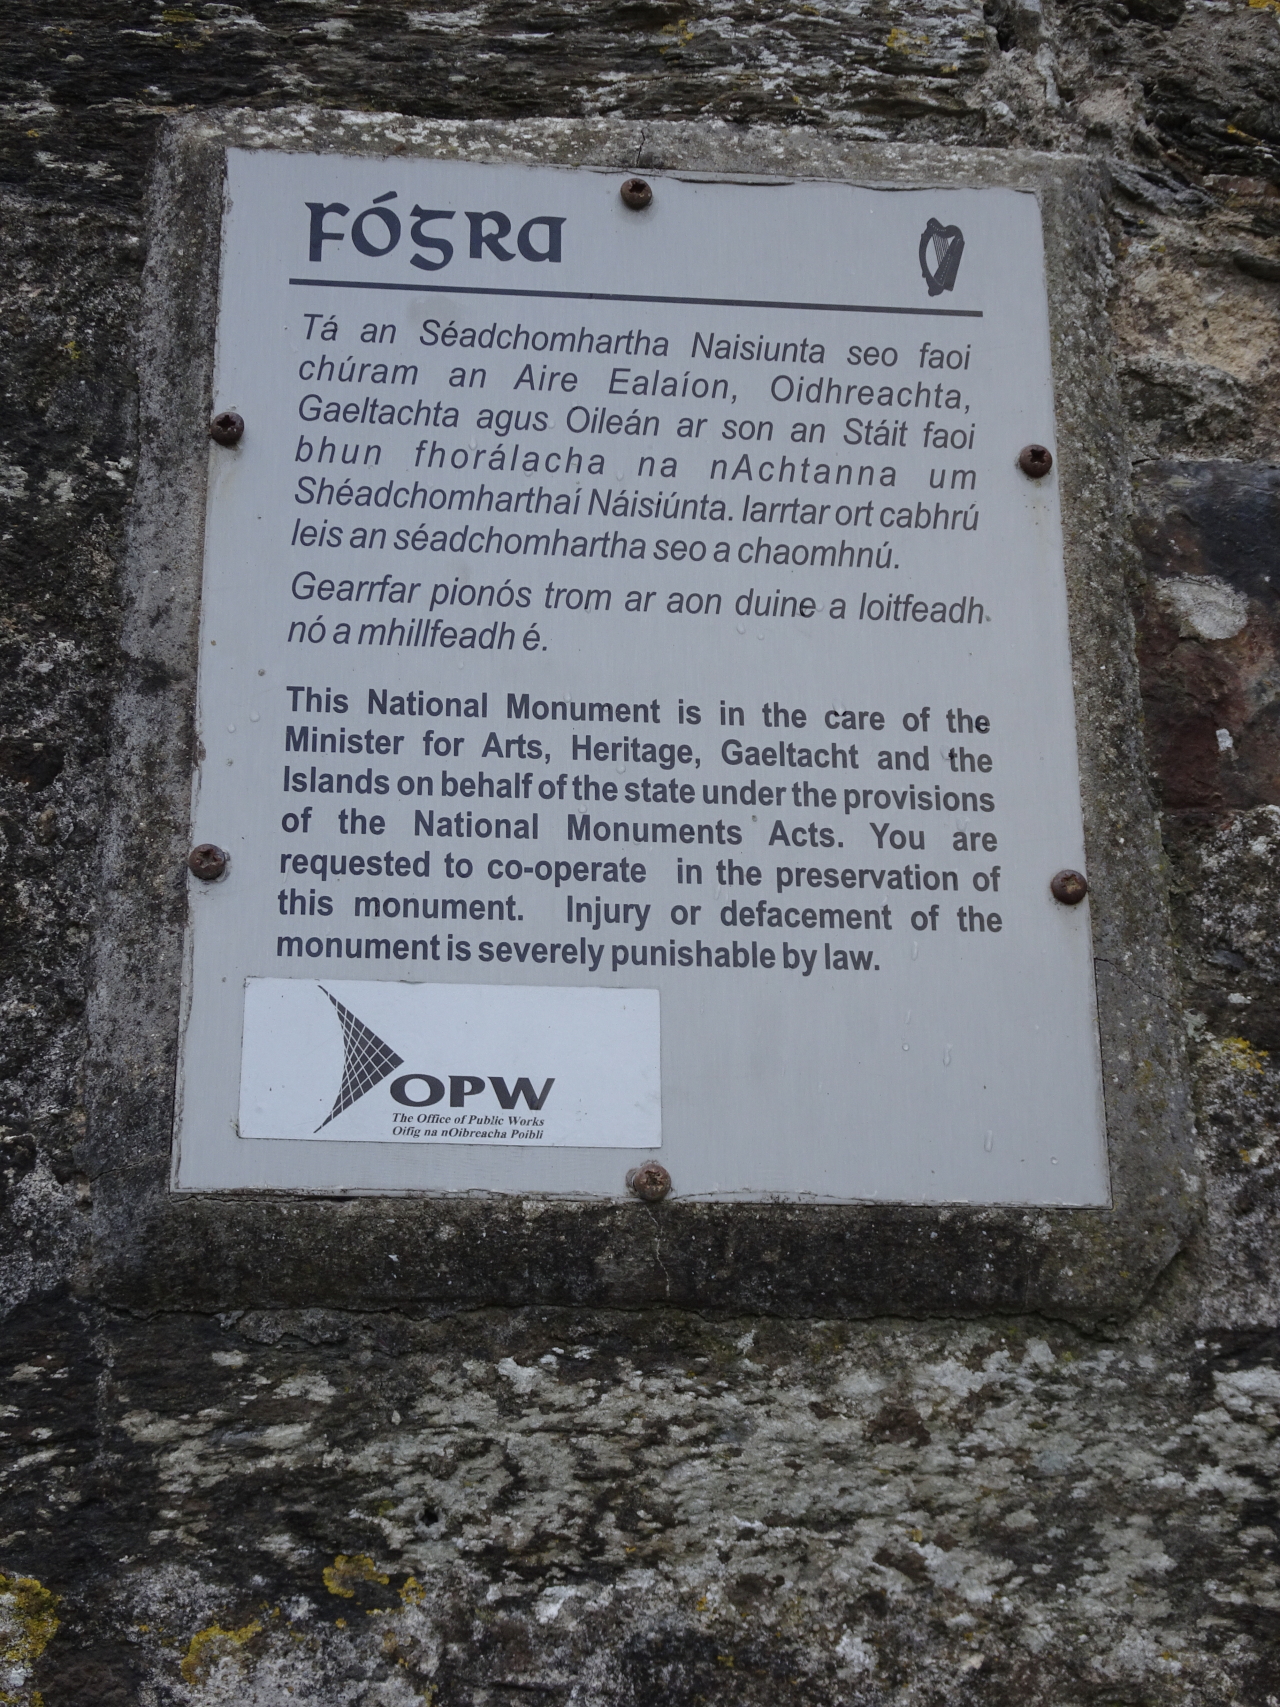 FÓGRA
Tá an Séadchomhartha Naisiunta seo faoi
chúram an Aire Ealaíon, Oidhreachta,
Gaeltachta agus Oileán ar son an Stáit faoi
bhun fhorálacha na nAchtanna um
Shéadchomharthaí Náisiúnta. Iarrtar ort cabhrú
leis an séadchomhartha seo a chaomhnú.
Gearrfar pionós trom ar aon duine a loitfeadh
nó a mhillfeadh é.
This National Monument is in the care of the
Minister for Arts, Heritage, Gaeltacht and the
Islands on behalf of the state under the provisions
of the National Monuments Acts. You are
requested to co-operate in the preservation of
this monument. Injury or defacement of the
monument is severely punishable by law.
OPW
The Office of Public Works
Oifig na nOibreacha Poibli